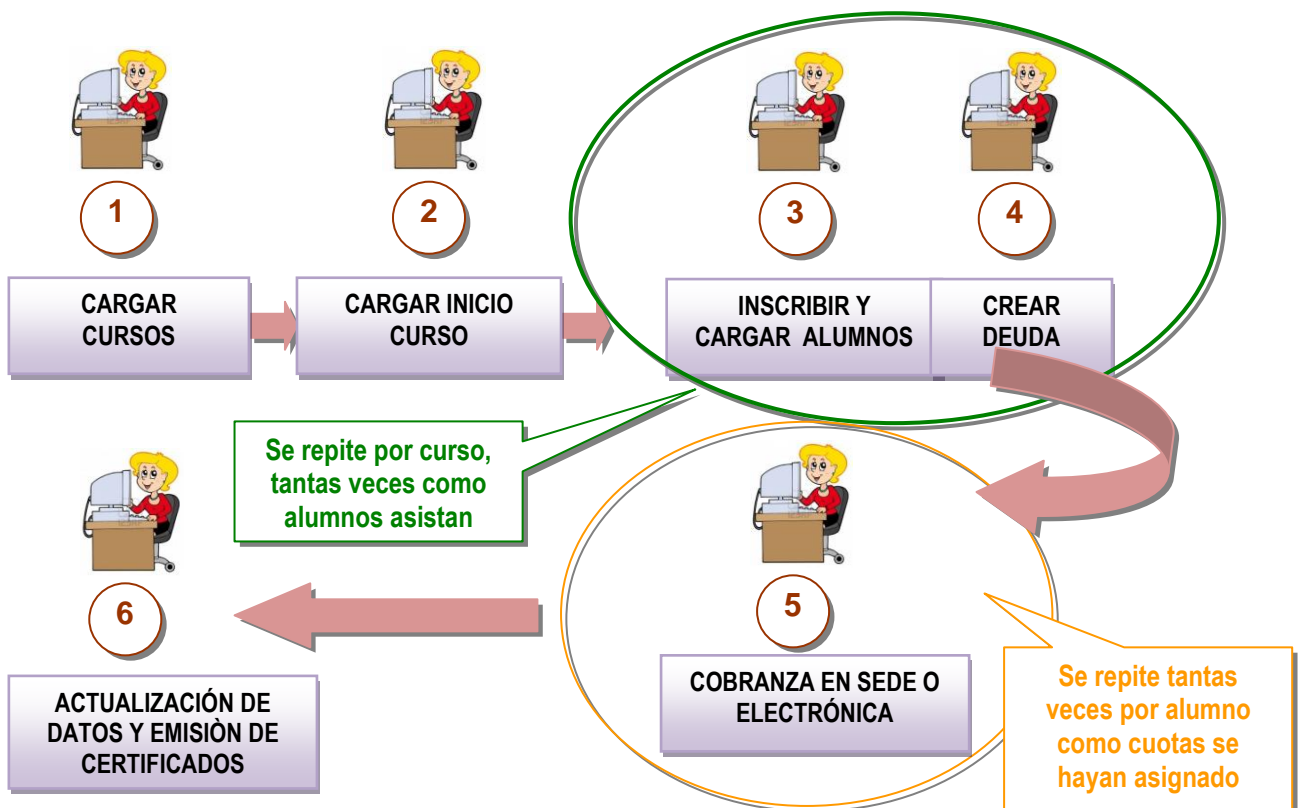 1
2
3
4
CARGAR
CURSOS
CARGAR INICIO
CURSO
INSCRIBIR Y
CARGAR ALUMNOS
CREAR
DEUDA
Se repite por curso,
tantas veces como
alumnos asistan
5
COBRANZA EN SEDE O
ELECTRÓNICA
Se repite tantas
veces por alumno
como cuotas se
hayan asignado
6
ACTUALIZACIÓN DE
DATOS Y EMISIÒN DE
CERTIFICADOS